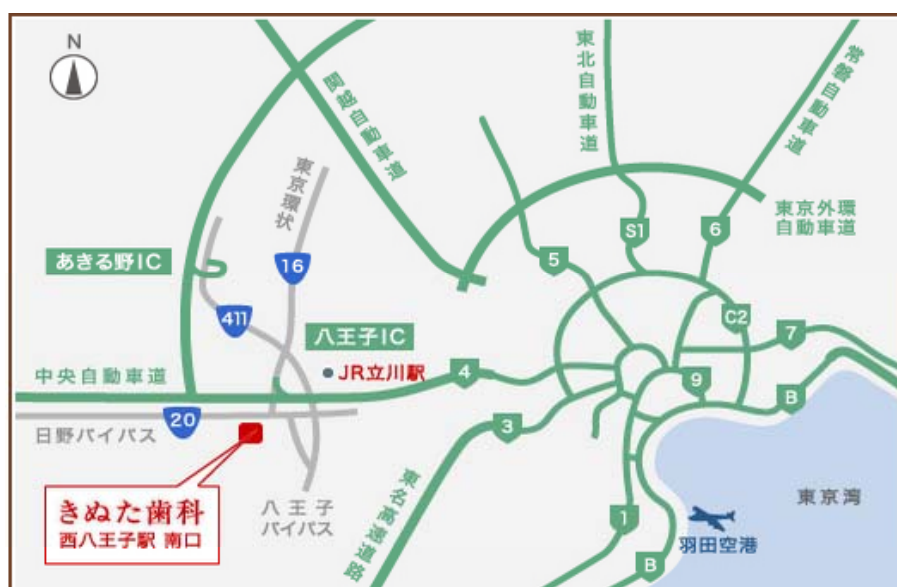 N
関越自動車道
東北自動車道
常磐自動車道
東京環状
東京外環
自動車道
S1
6
5
16
あきる野IC
411
C2
八王子IC
7
JR立川駅
4
中央自動車道
9
B
20
3
日野バイパス
きぬた歯科
西八王子駅 南口
八王子
バイパス
東名高速道路
東京湾
1
羽田空港
B